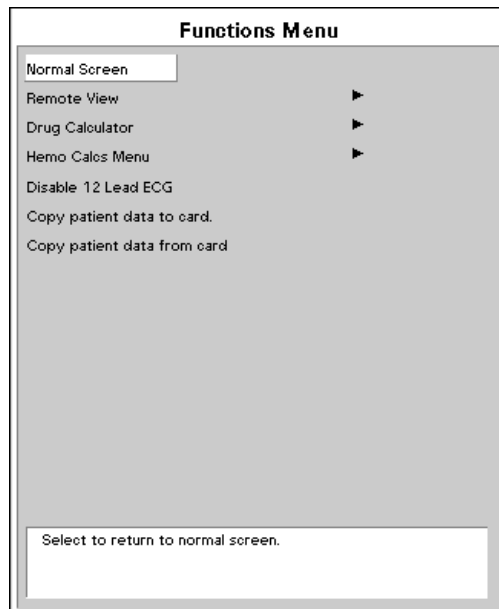 Functions Menu
Normal Screen
Remote View
Drug Calculator
Hemo Calcs Menu
Disable 12 Lead ECG
Copy patient data to card.
Copy patient data from card
Select to return to normal screen.